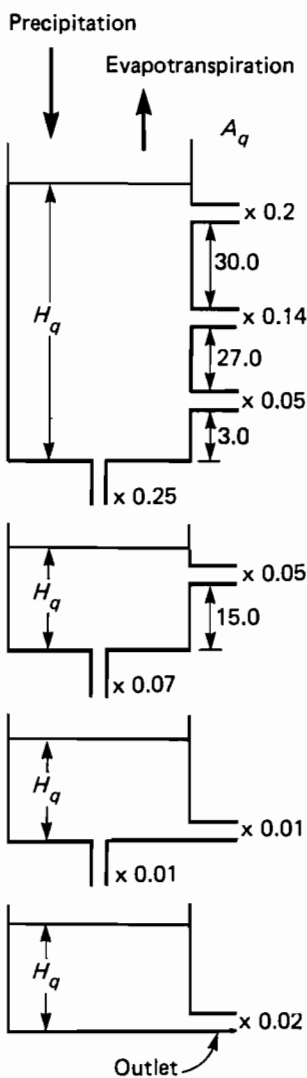 Precipitation
Evapotranspiration
A_q
x 0.2
30.0
H_q
x 0.14
27.0
x 0.05
3.0
x 0.25
x 0.05
H_q
15.0
x 0.07
H_q
x 0.01
x 0.01
H_q
x 0.02
Outlet